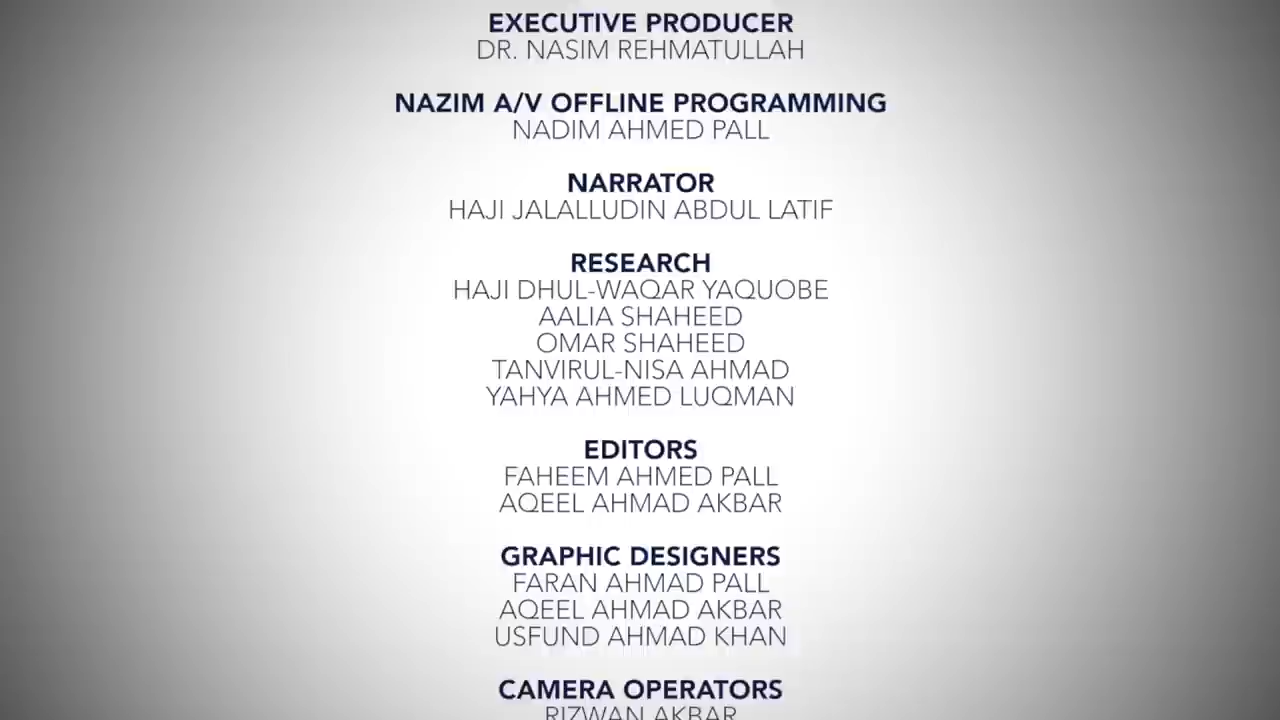 EXECUTIVE PRODUCER
DR. NASIM REHMATULLAH
NAZIM A/V OFFLINE PROGRAMMING
NADIM AHMED PALL
NARRATOR
HAJI JALALLUDIN ABDUL LATIF
RESEARCH
HAJI DHUL-WAQAR YAQUOBE
AALIA SHAHEED
OMAR SHAHEED
TANVIRUL-NISA AHMAD
YAHYA AHMED LUQMAN
EDITORS
FAHEEM AHMED PALL
AQEEL AHMAD AKBAR
GRAPHIC DESIGNERS
FARAN AHMAD PALL
AQEEL AHMAD AKBAR
USFUND AHMAD KHAN
CAMERA OPERATORS
RIZWAN AKBAR